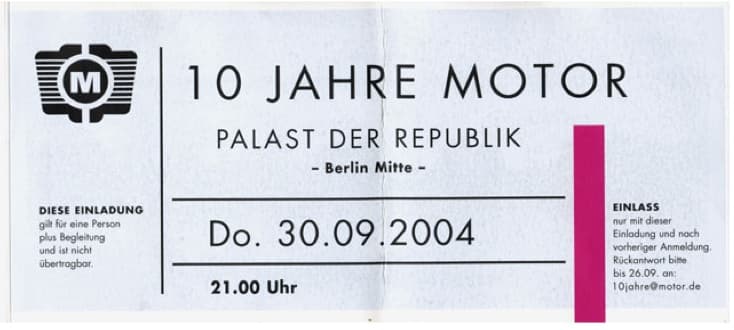 M
10 JAHRE MOTOR
PALAST DER REPUBLIK
– Berlin Mitte –
DIESE EINLADUNG
gilt für eine Person
plus Begleitung
und ist nicht
übertragbar.
Do. 30.09.2004
21.00 Uhr
EINLASS
nur mit dieser
Einladung und nach
vorheriger Anmeldung.
Rückantwort bitte
bis 26.09. an:
10jahre@motor.de